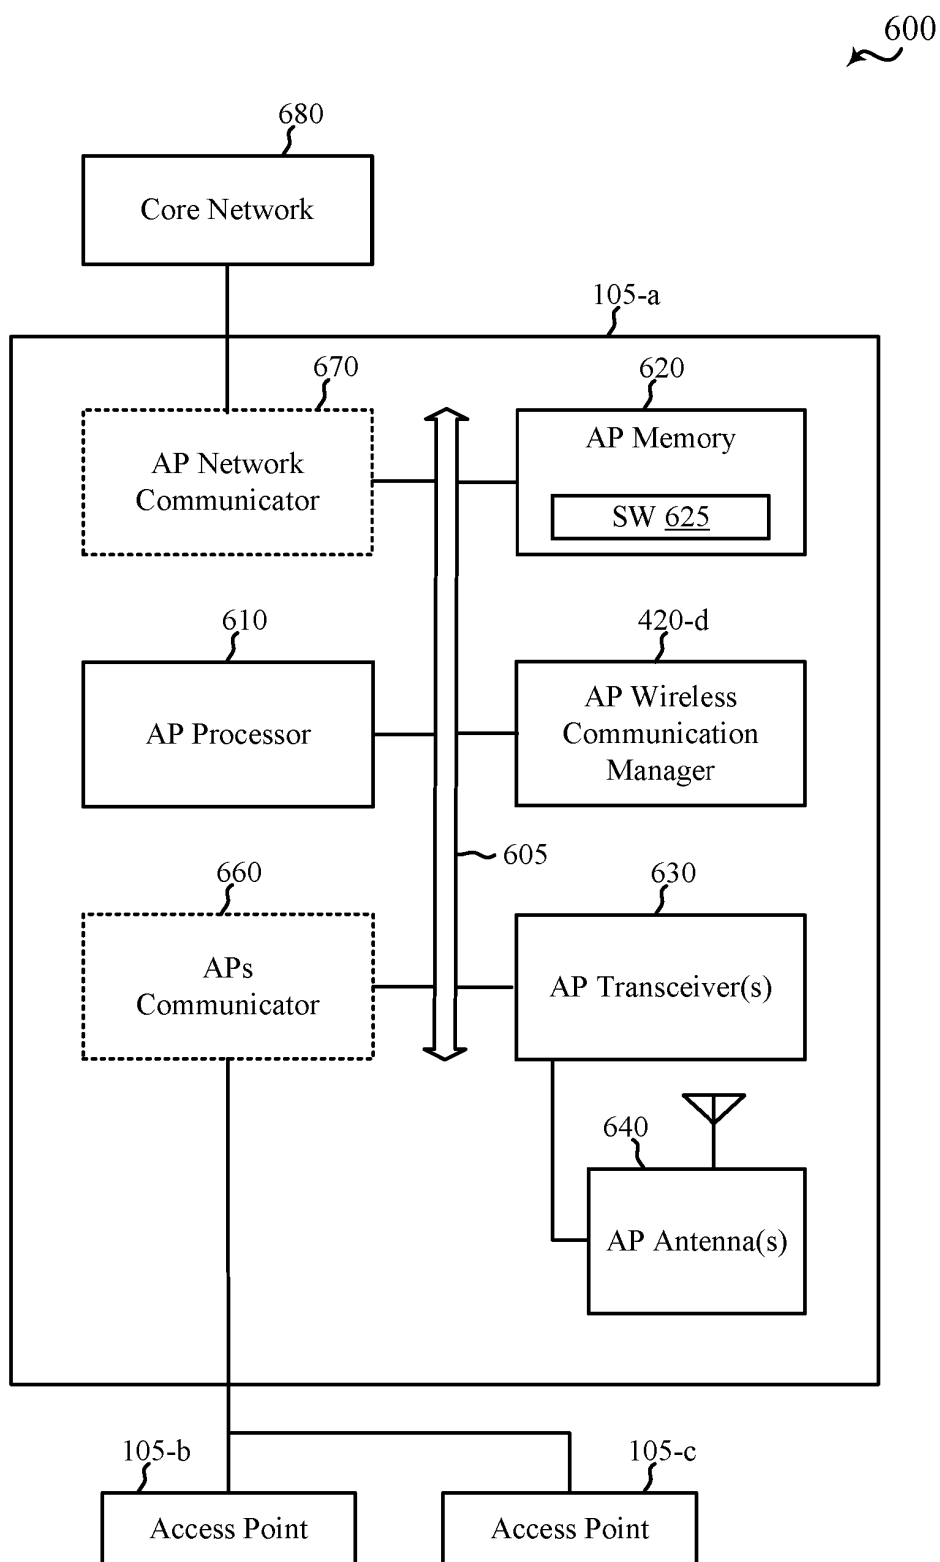 600
680
Core Network
105-a
670
620
AP Network
Communicator
AP Memory
SW 625
610
420-d
AP Processor
AP Wireless
Communication
Manager
605
660
630
APs
Communicator
AP Transceiver(s)
640
AP Antenna(s)
105-b
105-c
Access Point
Access Point